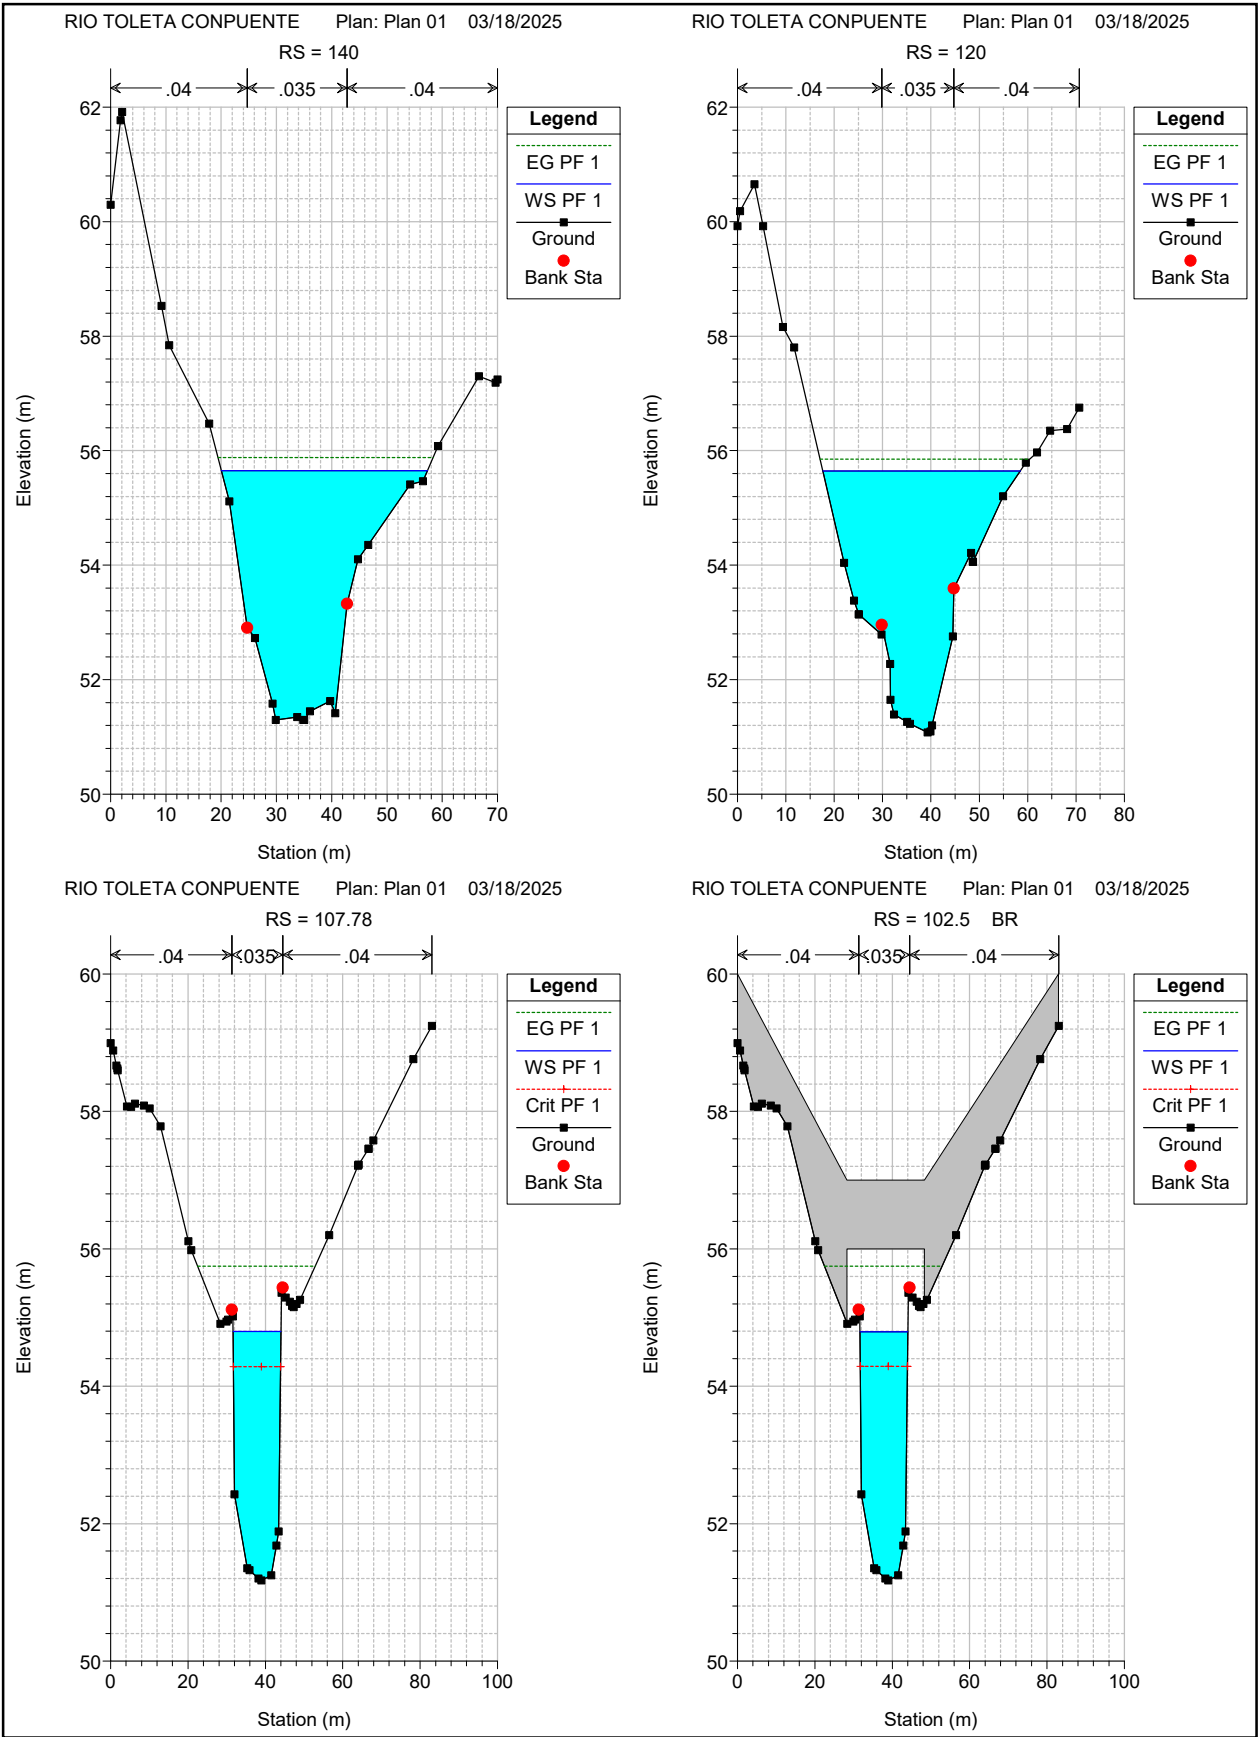 RIO TOLETA CONPUENTE Plan: Plan 01 03/18/2025
RS = 140
.04 .035 .04
62
60
58
56
54
52
50
Elevation (m)
0 10 20 30 40 50 60 70
Station (m)
Legend
EG PF 1
WS PF 1
Ground
Bank Sta
RIO TOLETA CONPUENTE Plan: Plan 01 03/18/2025
RS = 120
.04 .035 .04
62
60
58
56
54
52
50
Elevation (m)
0 10 20 30 40 50 60 70 80
Station (m)
Legend
EG PF 1
WS PF 1
Ground
Bank Sta
RIO TOLETA CONPUENTE Plan: Plan 01 03/18/2025
RS = 107.78
.04 .035 .04
60
58
56
54
52
50
Elevation (m)
0 20 40 60 80 100
Station (m)
Legend
EG PF 1
WS PF 1
Crit PF 1
Ground
Bank Sta
RIO TOLETA CONPUENTE Plan: Plan 01 03/18/2025
RS = 102.5 BR
.04 .035 .04
60
58
56
54
52
50
Elevation (m)
0 20 40 60 80 100
Station (m)
Legend
EG PF 1
WS PF 1
Crit PF 1
Ground
Bank Sta